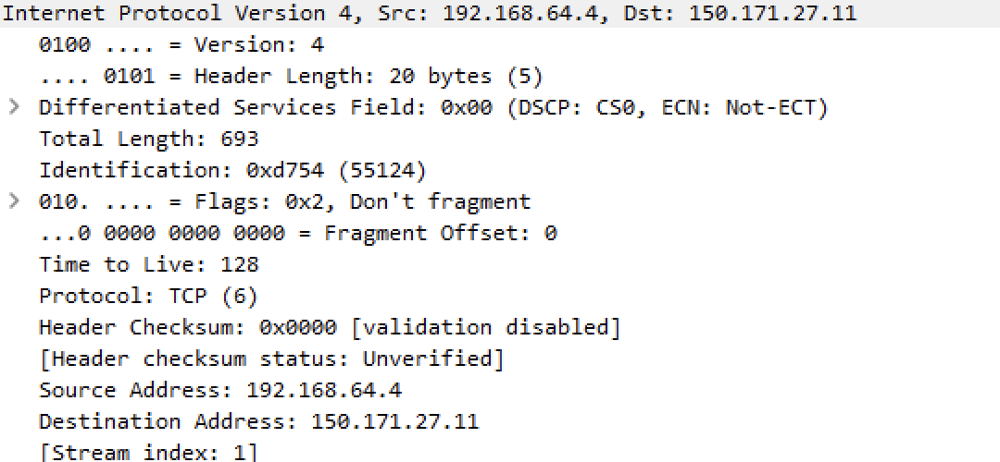 Internet Protocol Version 4, Src: 192.168.64.4, Dst: 150.171.27.11
0100 .... = Version: 4
.... 0101 = Header Length: 20 bytes (5)
Differentiated Services Field: 0x00 (DSCP: CS0, ECN: Not-ECT)
Total Length: 693
Identification: 0xd754 (55124)
010. .... = Flags: 0x2, Don't fragment
...0 0000 0000 0000 = Fragment Offset: 0
Time to Live: 128
Protocol: TCP (6)
Header Checksum: 0x0000 [validation disabled]
[Header checksum status: Unverified]
Source Address: 192.168.64.4
Destination Address: 150.171.27.11
[Stream index: 1]